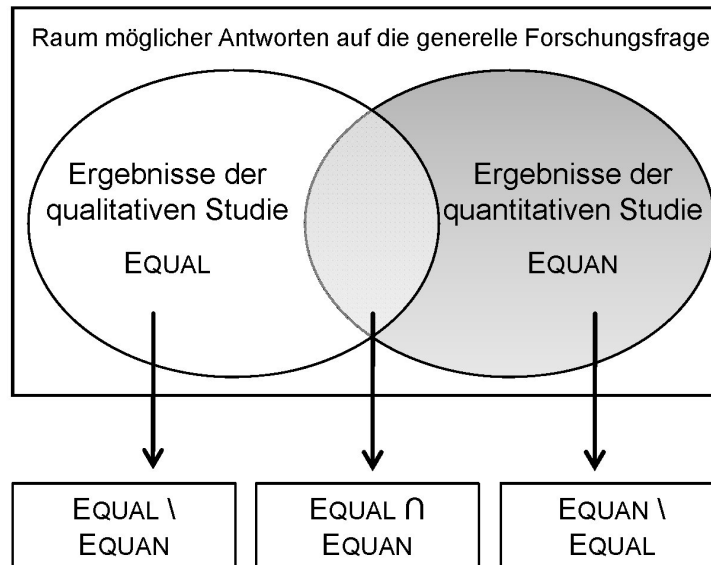 Raum möglicher Antworten auf die generelle Forschungsfrage
Ergebnisse der
qualitativen Studie
EQUAL
Ergebnisse der
quantitativen Studie
EQUAN
EQUAL \
EQUAN
EQUAL ∩
EQUAN
EQUAN \
EQUAL